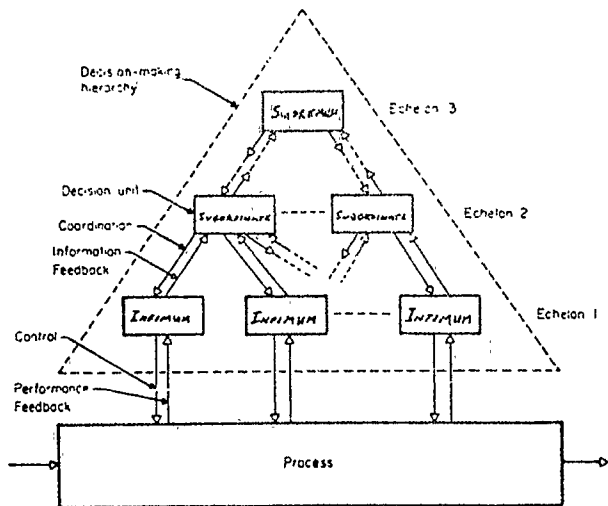 Decision-making
hierarchy
SUPREMUM
Echelon 3
Decision unit
SUBORDINATE
SUBORDINATE
Echelon 2
Coordination
Information
Feedback
INFIMUM
INFIMUM
INFIMUM
Echelon 1
Control
Performance
Feedback
Process